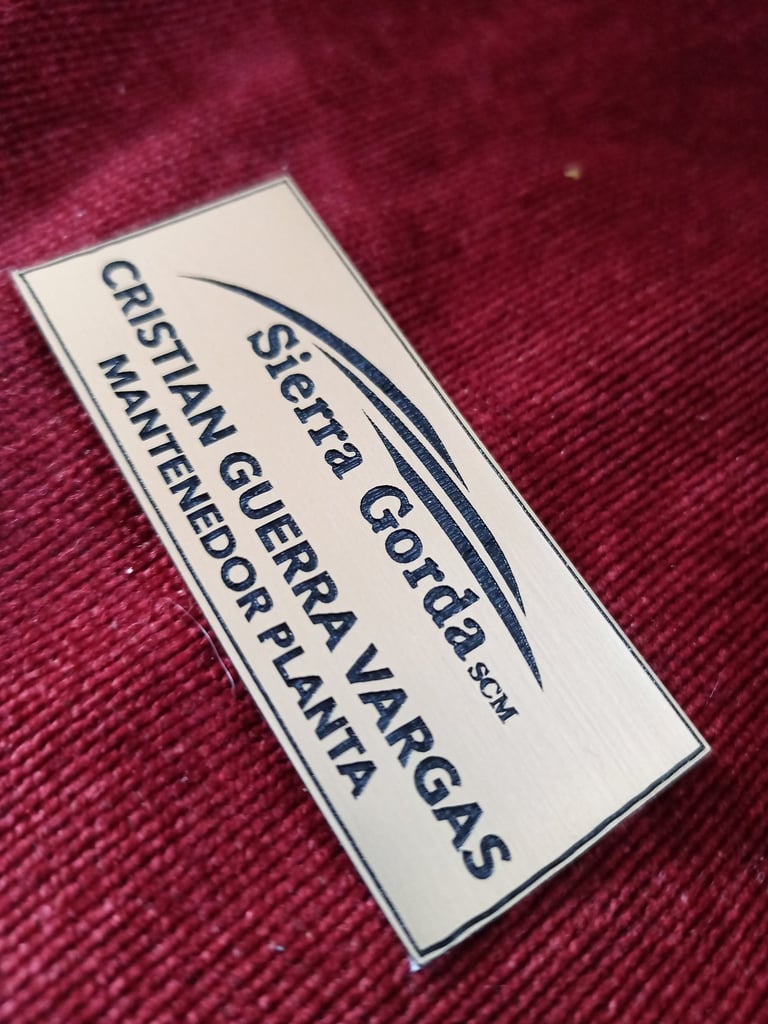 Sierra Gorda SCM
CRISTIAN GUERRA VARGAS
MANTENEDOR PLANTA